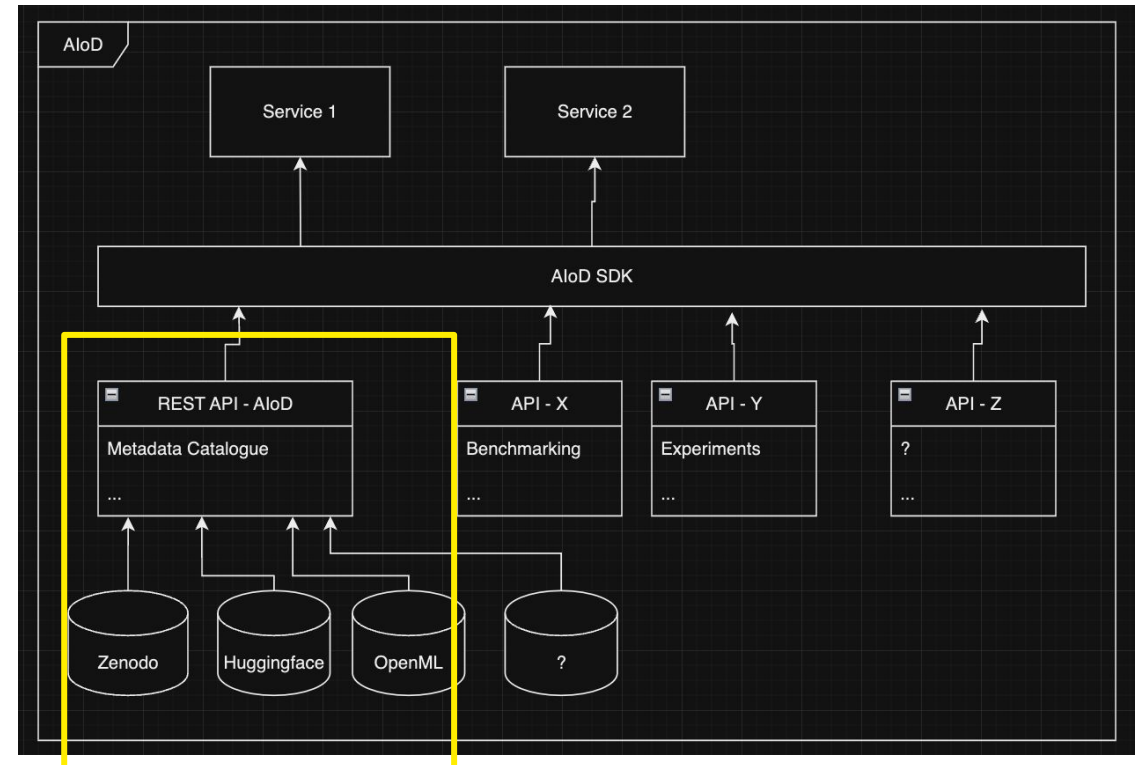 AIoD
Service 1
Service 2
AIoD SDK
REST API - AIoD
Metadata Catalogue
...
API - X
Benchmarking
...
API - Y
Experiments
...
API - Z
?
...
Zenodo
Huggingface
OpenML
?